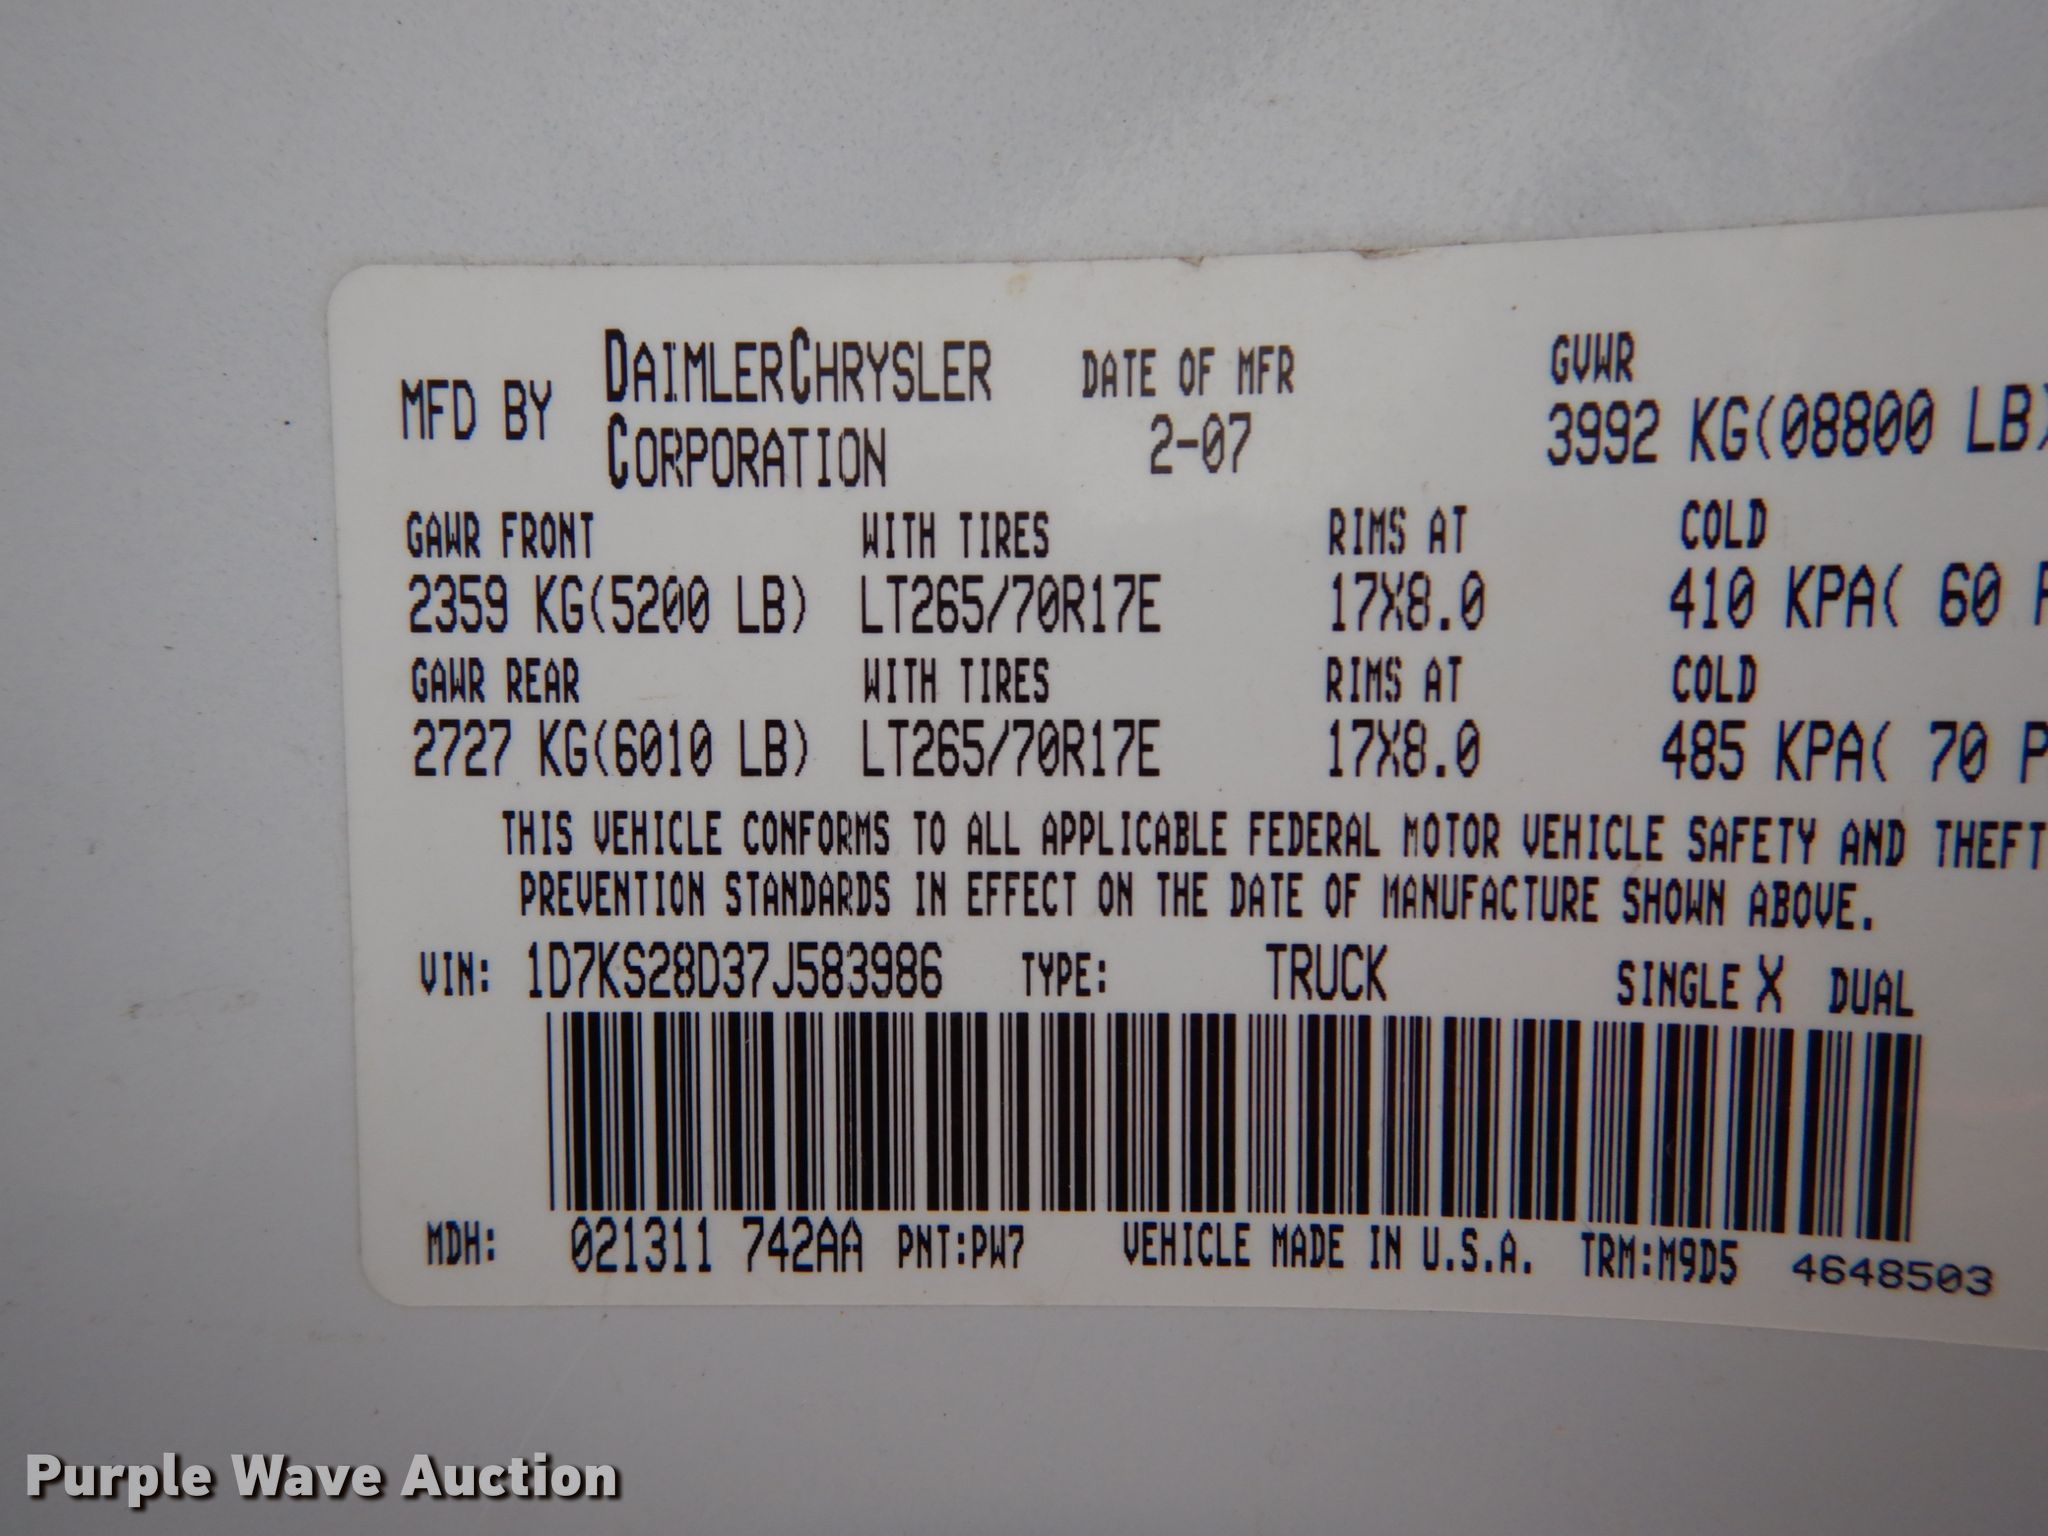 MFD BY DAIMLERCHRYSLER CORPORATION DATE OF MFR 2-07 GVWR 3992 KG(08800 LB)
GAWR FRONT WITH TIRES RIMS AT COLD
2359 KG(5200 LB) LT265/70R17E 17X8.0 410 KPA( 60
GAWR REAR WITH TIRES RIMS AT COLD
2727 KG(6010 LB) LT265/70R17E 17X8.0 485 KPA( 70 P
THIS VEHICLE CONFORMS TO ALL APPLICABLE FEDERAL MOTOR VEHICLE SAFETY AND THEFT
PREVENTION STANDARDS IN EFFECT ON THE DATE OF MANUFACTURE SHOWN ABOVE.
VIN: 1D7KS28D37J583986 TYPE: TRUCK SINGLE X DUAL
MDH: 021311 742AA PNT:PW7 VEHICLE MADE IN U.S.A. TRM:M9D5 4648503
Purple Wave Auction